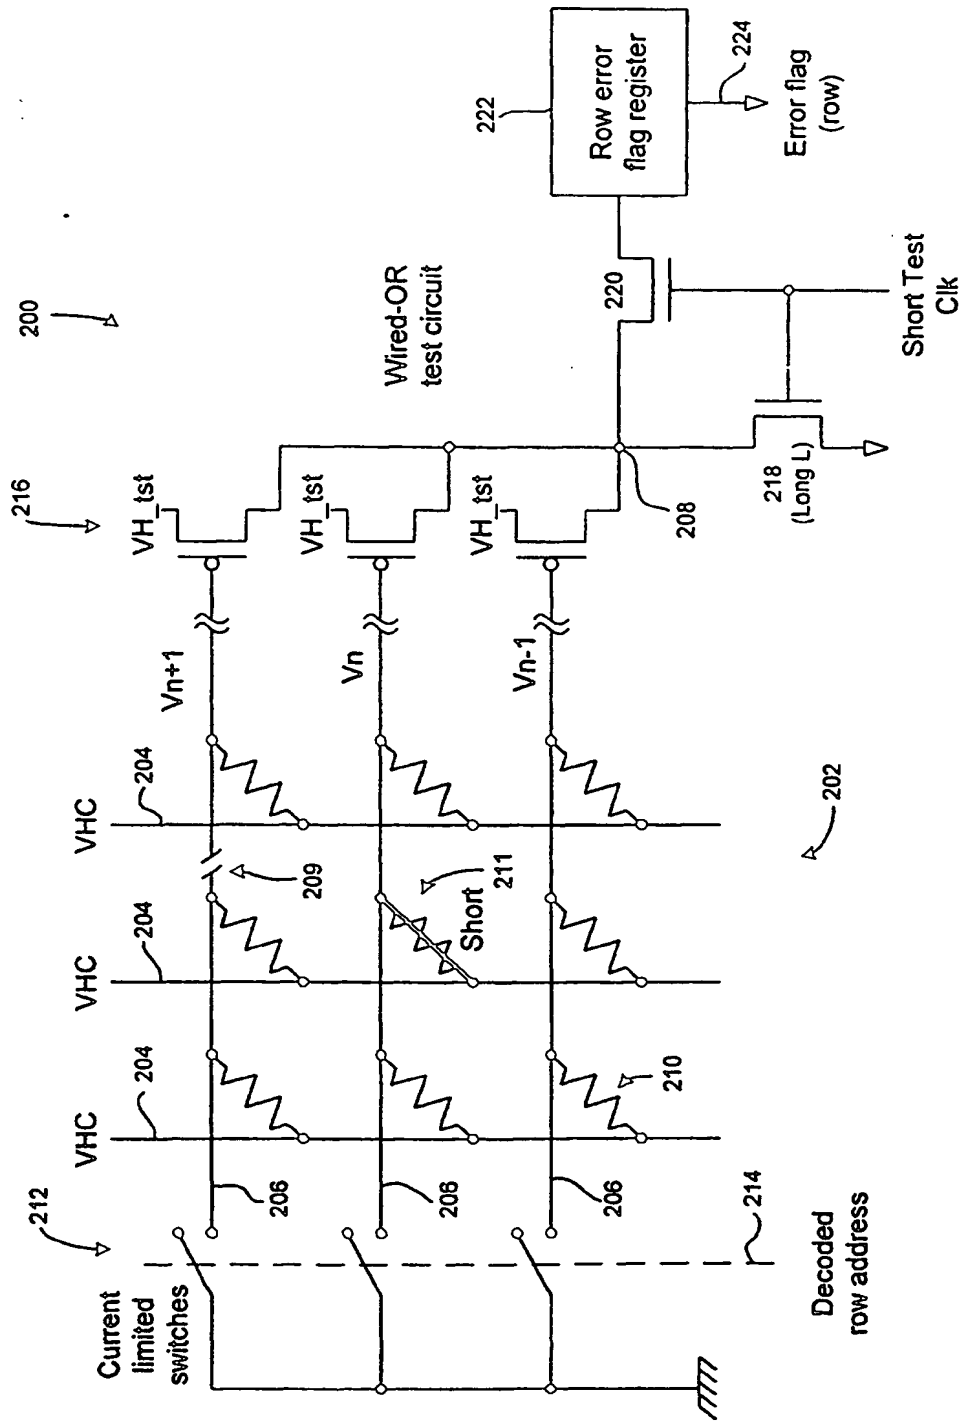 200
212
Current
limited
switches
VHC
204
VHC
204
VHC
204
216
Vn+1
VH_tst
206
209
Vn
VH_tst
Wired-OR
test circuit
206
Short
211
Vn-1
VH_tst
208
220
222
Row error
flag register
206
210
218
(Long L)
224
Error flag
(row)
214
Decoded
row address
202
Short Test
Clk